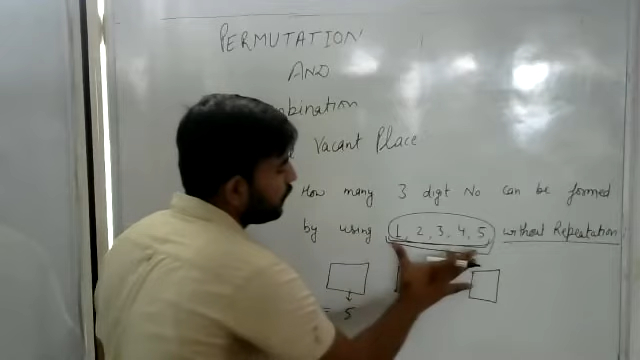 PERMUTATION
AND
bination
Vacant Place
How many 3 digit No can be formed
by using 1, 2, 3, 4, 5, without Repeatation
= 5